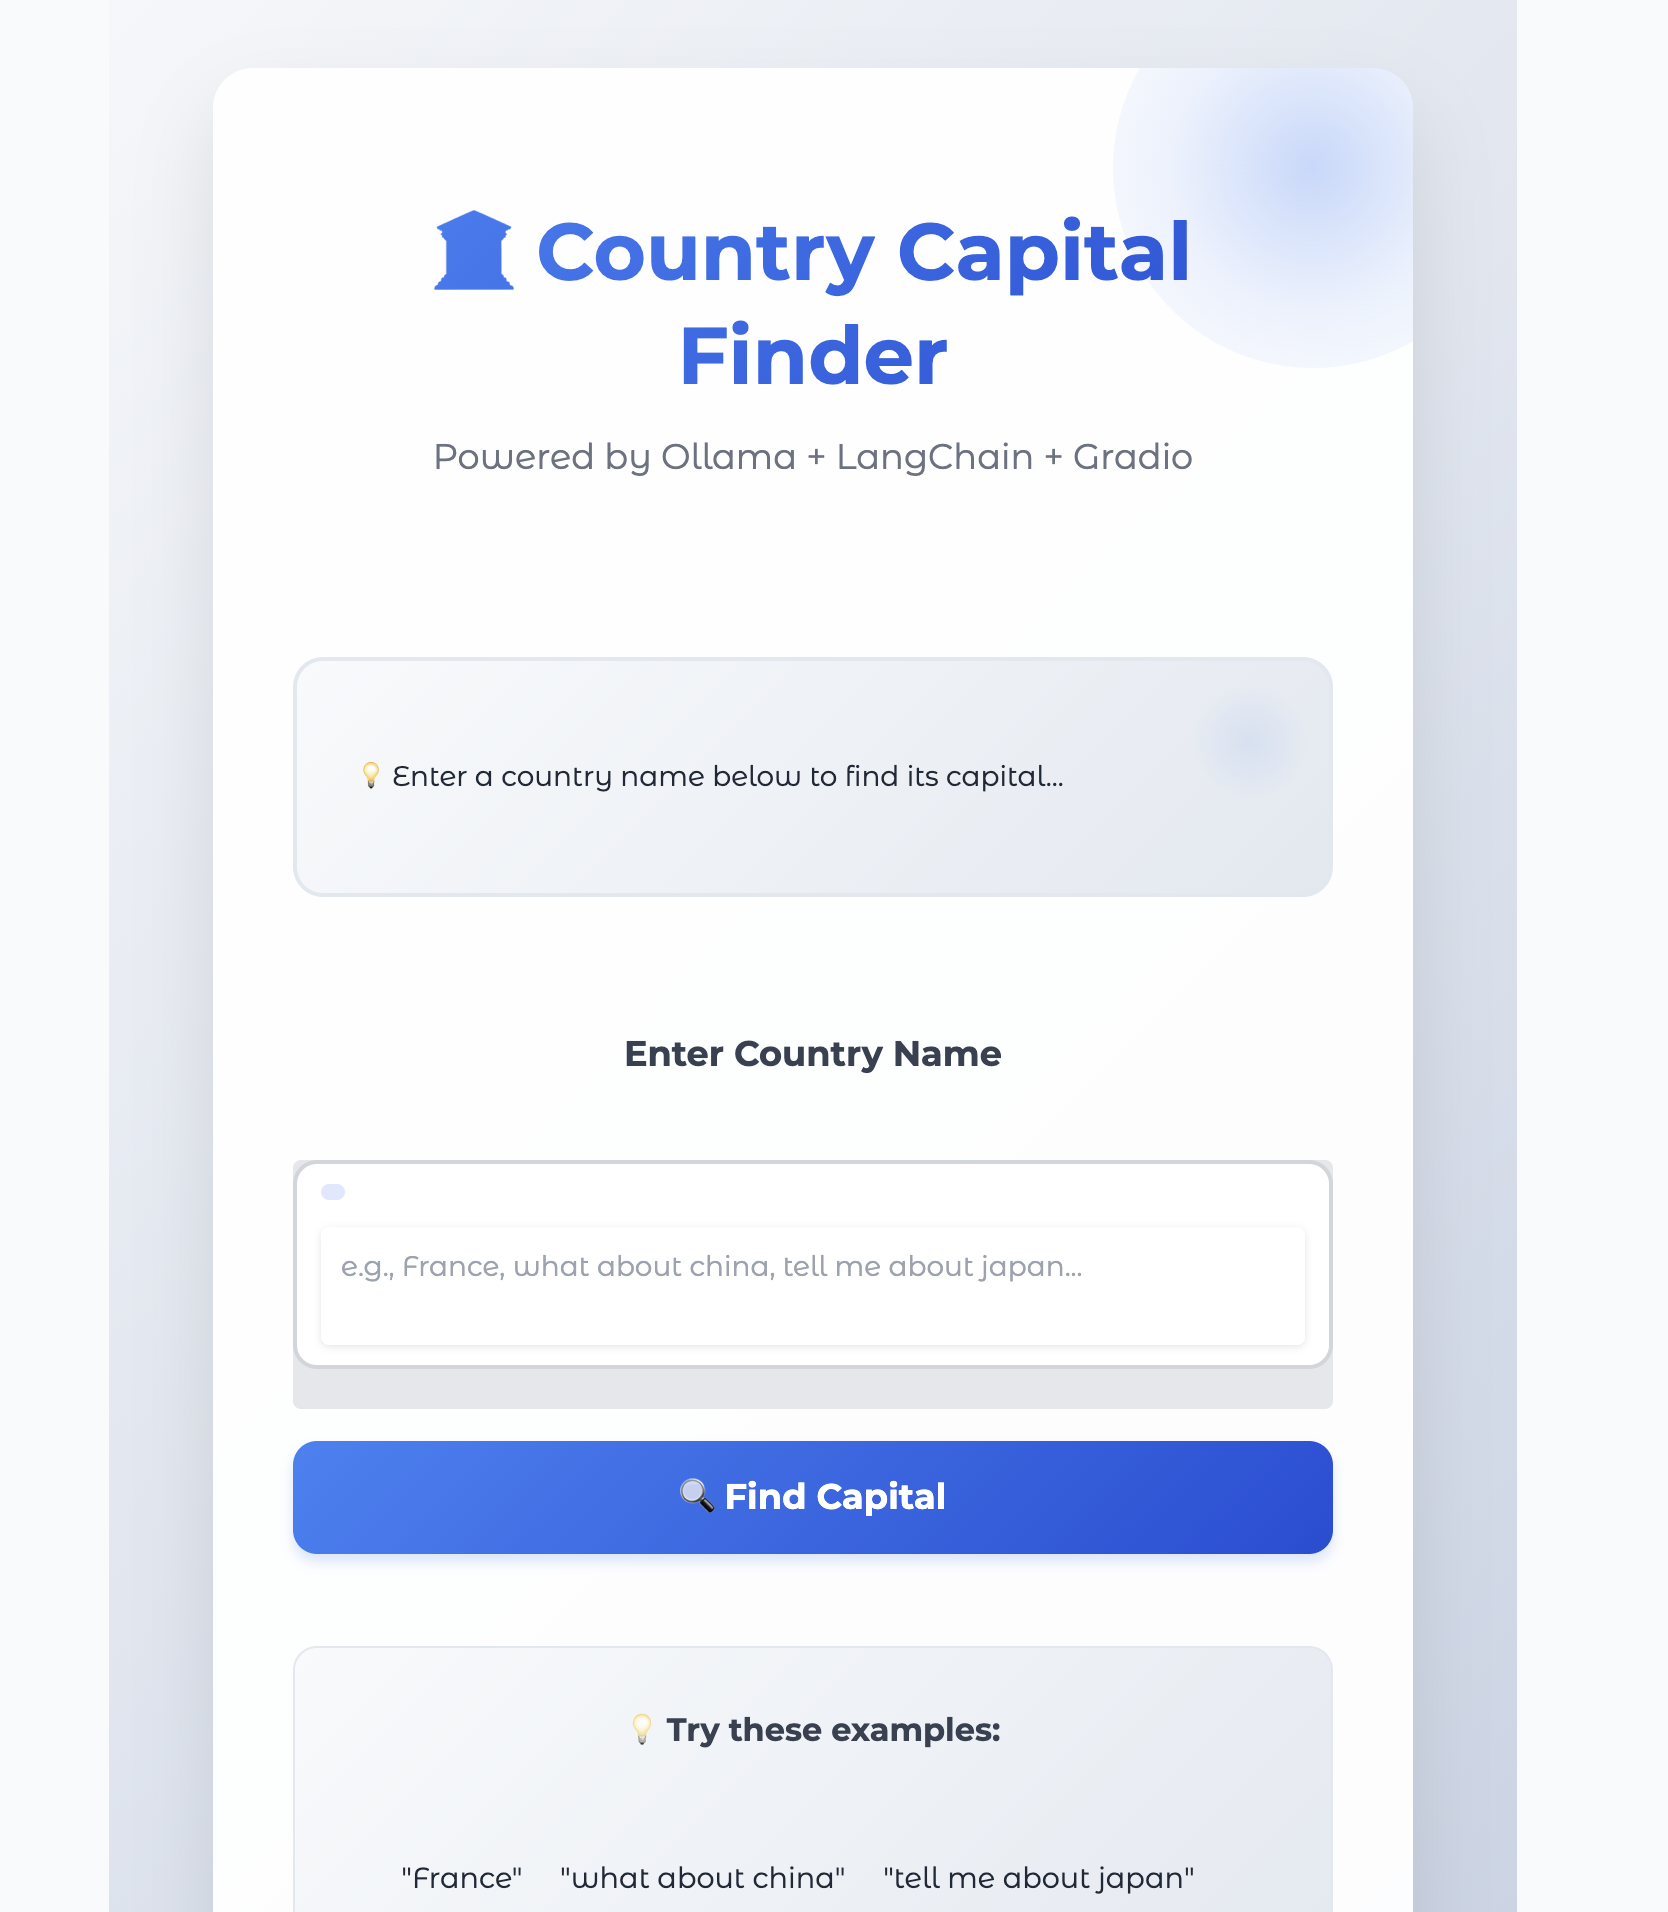 🏛 Country Capital
Finder
Powered by Ollama + LangChain + Gradio
💡 Enter a country name below to find its capital...
Enter Country Name
e.g., France, what about china, tell me about japan...
🔍 Find Capital
💡 Try these examples:
"France" "what about china" "tell me about japan"